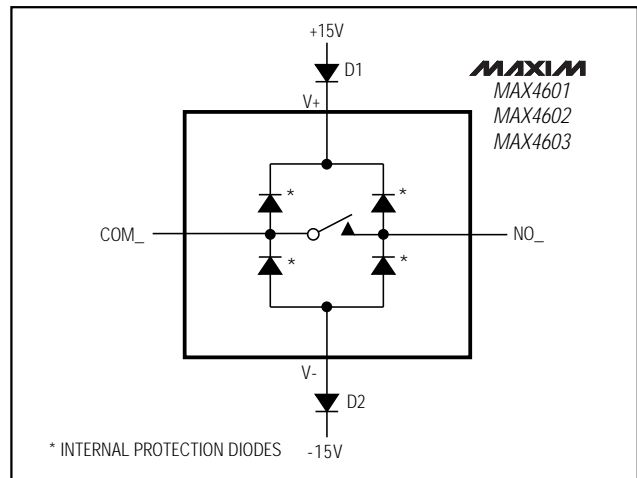 +15V
D1
MAXIM
MAX4601
MAX4602
MAX4603
V+
*
*
COM_
NO_
*
*
V-
D2
* INTERNAL PROTECTION DIODES
-15V